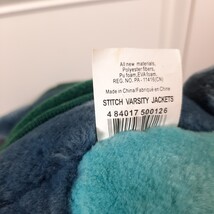 All new materials,
Polyester fibers,
Pu foam,EVA foam,
REG. NO. PA - 11415(CN)
Made in China/Fabriqué en Chine
STITCH VARSITY JACKETS
4 84017 500126